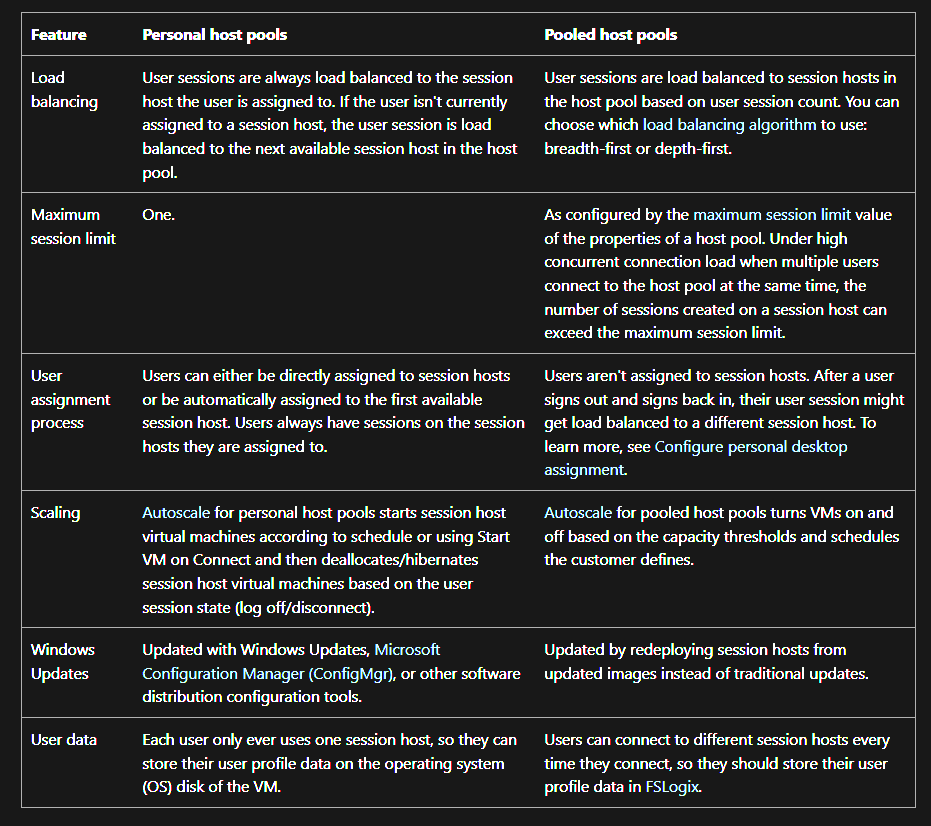 Feature
Personal host pools
Pooled host pools
Load
balancing
User sessions are always load balanced to the session
host the user is assigned to. If the user isn't currently
assigned to a session host, the user session is load
balanced to the next available session host in the host
pool.
User sessions are load balanced to session hosts in
the host pool based on user session count. You can
choose which load balancing algorithm to use:
breadth-first or depth-first.
Maximum
session limit
One.
As configured by the maximum session limit value
of the properties of a host pool. Under high
concurrent connection load when multiple users
connect to the host pool at the same time, the
number of sessions created on a session host can
exceed the maximum session limit.
User
assignment
process
Users can either be directly assigned to session hosts
or be automatically assigned to the first available
session host. Users always have sessions on the session
hosts they are assigned to.
Users aren't assigned to session hosts. After a user
signs out and signs back in, their user session might
get load balanced to a different session host. To
learn more, see Configure personal desktop
assignment.
Scaling
Autoscale for personal host pools starts session host
virtual machines according to schedule or using Start
VM on Connect and then deallocates/hibernates
session host virtual machines based on the user
session state (log off/disconnect).
Autoscale for pooled host pools turns VMs on and
off based on the capacity thresholds and schedules
the customer defines.
Windows
Updates
Updated with Windows Updates, Microsoft
Configuration Manager (ConfigMgr), or other software
distribution configuration tools.
Updated by redeploying session hosts from
updated images instead of traditional updates.
User data
Each user only ever uses one session host, so they can
store their user profile data on the operating system
(OS) disk of the VM.
Users can connect to different session hosts every
time they connect, so they should store their user
profile data in FSLogix.